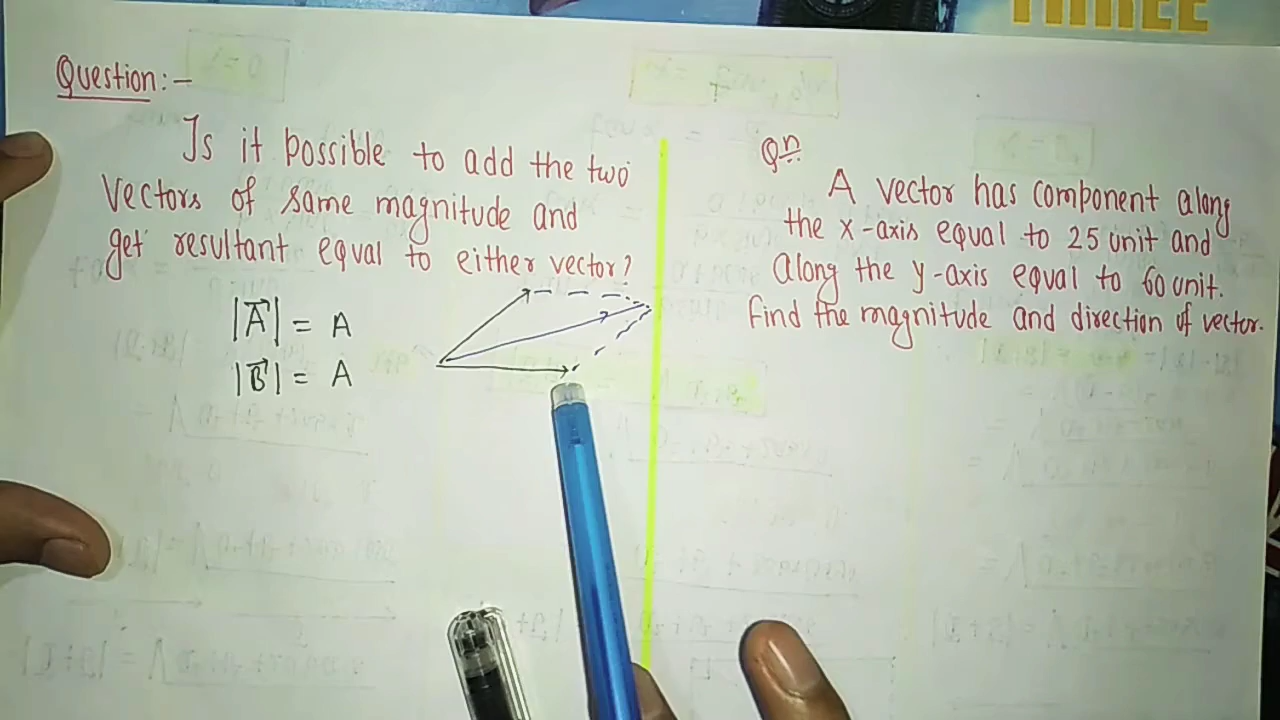 THREE
Question:-
Is it possible to add the two
vectors of same magnitude and
get resultant equal to either vector?
|A⃗| = A
|B⃗| = A
Qn
A vector has component along
the x-axis equal to 25 unit and
along the y-axis equal to 60 unit.
Find the magnitude and direction of vector.